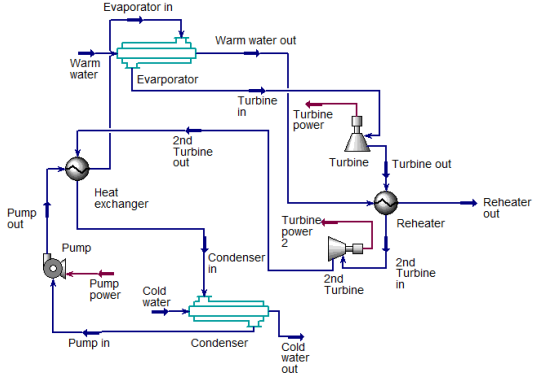 Evaporator in
Warm water out
Warm
water
Evarporator
Turbine
in
Turbine
power
2nd
Turbine
out
Turbine
Turbine out
Heat
exchanger
Reheater
out
Pump
out
Turbine
power
2
Reheater
Pump
Condenser
in
2nd
Turbine
in
Pump
power
Cold
water
2nd
Turbine
Pump in
Condenser
Cold
water
out